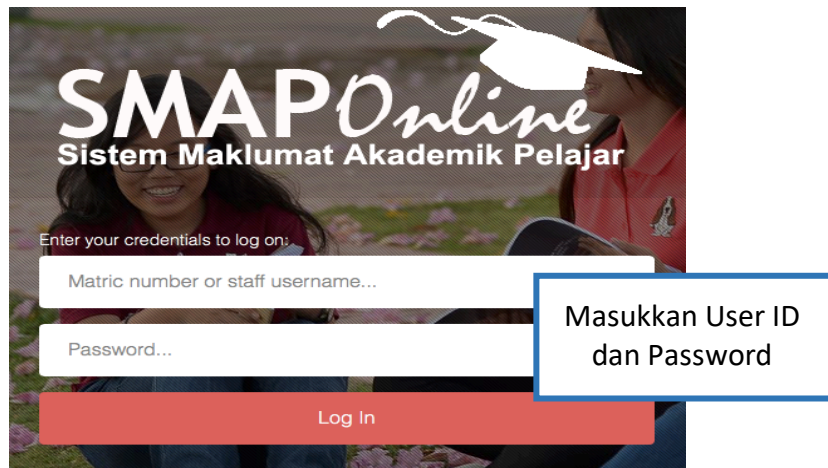 SMAPOnline
Sistem Maklumat Akademik Pelajar
Enter your credentials to log on:
Matric number or staff username...
Password...
Log In
Masukkan User ID
dan Password